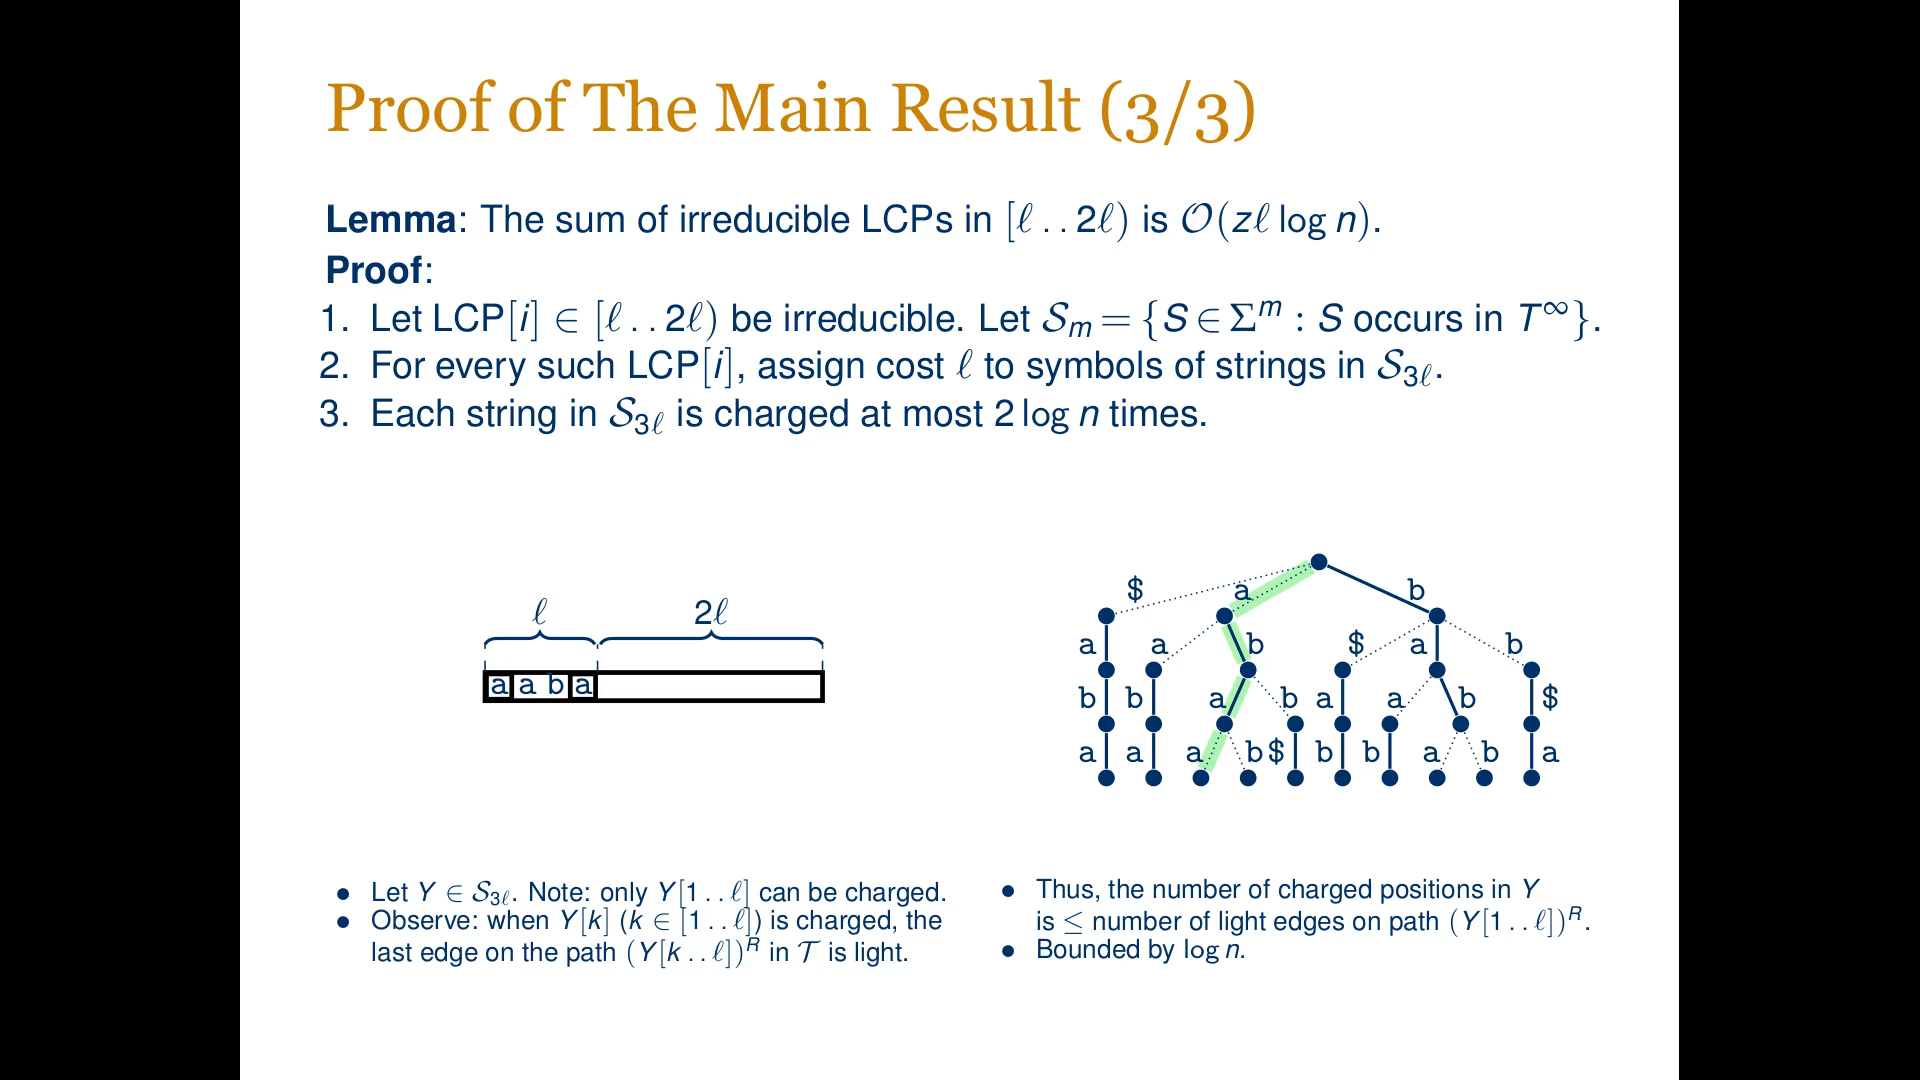 Proof of The Main Result (3/3)
Lemma: The sum of irreducible LCPs in [ℓ . . 2ℓ) is 𝒪(zℓ log n).
Proof:
1. Let LCP[i] ∈ [ℓ . . 2ℓ) be irreducible. Let 𝒮ₘ = {S ∈ Σᵐ : S occurs in T^∞}.
2. For every such LCP[i], assign cost ℓ to symbols of strings in 𝒮₃ℓ.
3. Each string in 𝒮₃ℓ is charged at most 2 log n times.
ℓ 2ℓ
a a b a
$ a b
a a b $ a b
b b a b a a b $
a a a b $ b b a b a
• Let Y ∈ 𝒮₃ℓ. Note: only Y[1 . . ℓ] can be charged.
• Observe: when Y[k] (k ∈ [1 . . ℓ]) is charged, the
last edge on the path (Y[k . . ℓ])ᴿ in 𝒯 is light.
• Thus, the number of charged positions in Y
is ≤ number of light edges on path (Y[1 . . ℓ])ᴿ.
• Bounded by log n.